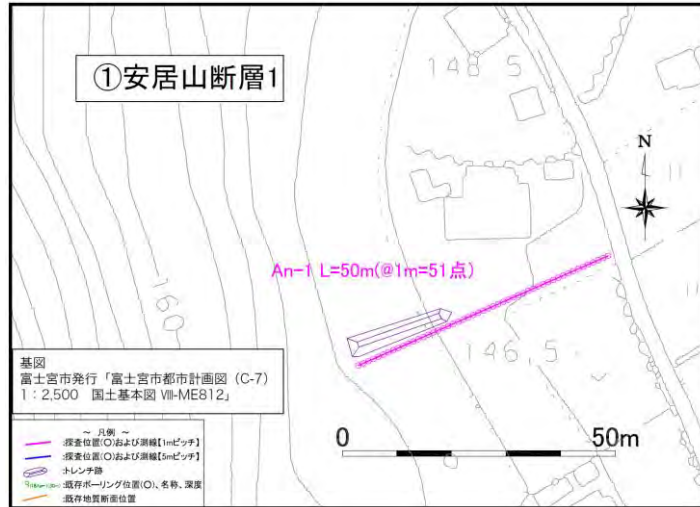 ①安居山断層1
148.5
N
An-1 L=50m(@1m=51点)
160
146.5
基図
富士宮市発行「富士宮市都市計画図（C-7）
1：2,500　国土基本図 VIII-ME812」
0 50m
～ 凡例 ～
:探査位置(〇)および測線【1mピッチ】
:探査位置(〇)および測線【5mピッチ】
:トレンチ跡
:既存ボーリング位置(〇)、名称、深度
:既存地質断面位置